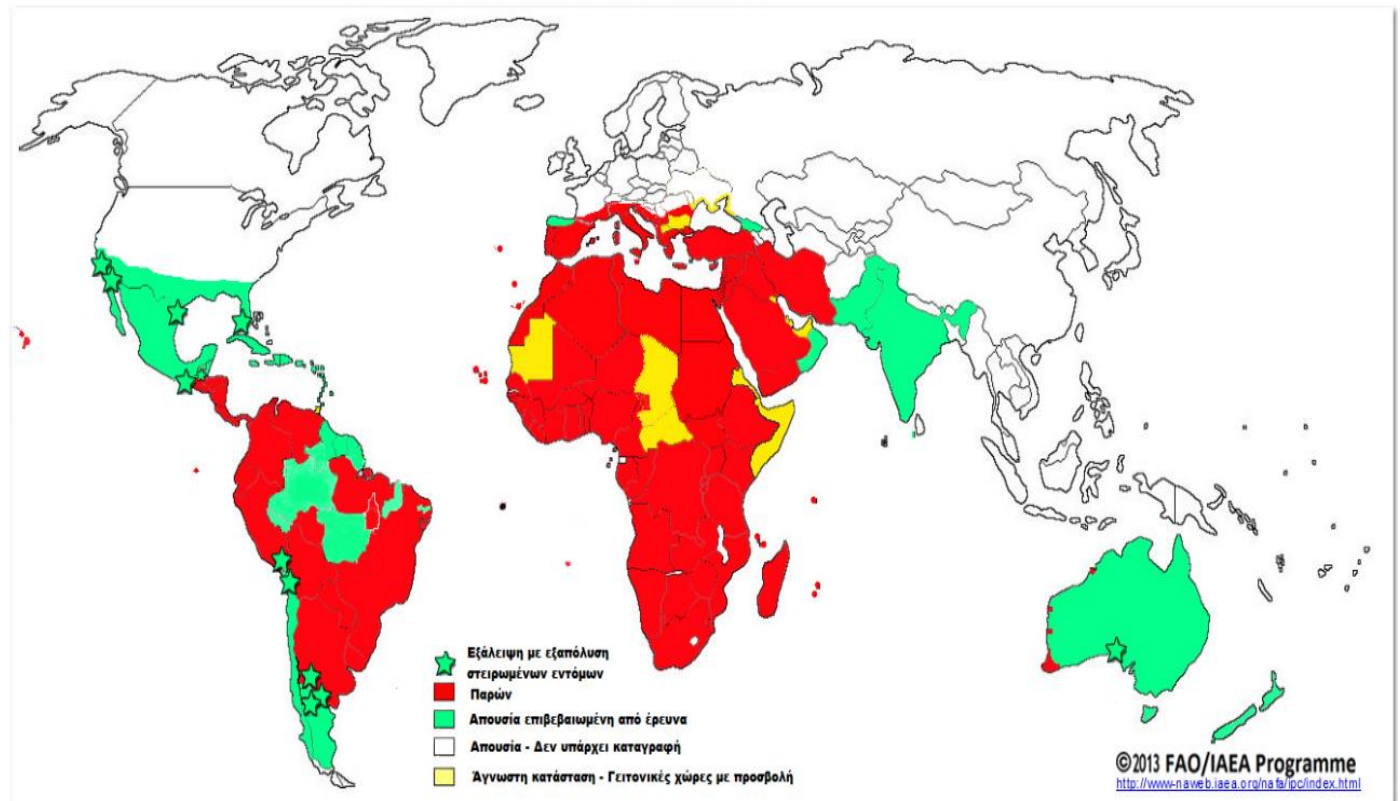 Εξάλειψη με εξαπόλυση
στειρωμένων εντόμων
Παρών
Απουσία επιβεβαιωμένη από έρευνα
Απουσία - Δεν υπάρχει καταγραφή
Άγνωστη κατάσταση - Γειτονικές χώρες με προσβολή
©2013 FAO/IAEA Programme
http://www-naweb.iaea.org/nafa/ipc/index.html